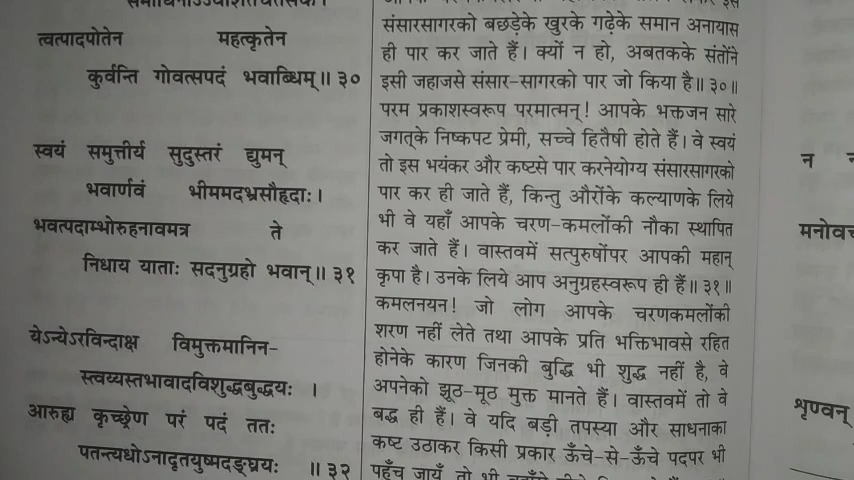 त्वत्पादपोतेन महत्कृतेन
कुर्वन्ति गोवत्सपदं भवाब्धिम्॥ ३०
स्वयं समुत्तीर्य सुदुस्तरं द्युमन्
भवार्णवं भीममदभ्रसौहृदाः।
भवत्पदाम्भोरुहनावमत्र ते
निधाय याताः सदनुग्रहो भवान्॥ ३१
येऽन्येऽरविन्दाक्ष विमुक्तमानिन-
स्त्वय्यस्तभावादविशुद्धबुद्धयः ।
आरुह्य कृच्छ्रेण परं पदं ततः
पतन्त्यधोऽनादृतयुष्मदङ्घ्रयः ॥ ३२
संसारसागरको बछड़ेके खुरके गढ़ेके समान अनायास
ही पार कर जाते हैं। क्यों न हो, अबतकके संतोंने
इसी जहाजसे संसार-सागरको पार जो किया है॥ ३०॥
परम प्रकाशस्वरूप परमात्मन्! आपके भक्तजन सारे
जगत्‌के निष्कपट प्रेमी, सच्चे हितैषी होते हैं। वे स्वयं
तो इस भयंकर और कष्टसे पार करनेयोग्य संसारसागरको
पार कर ही जाते हैं, किन्तु औरोंके कल्याणके लिये
भी वे यहाँ आपके चरण-कमलोंकी नौका स्थापित
कर जाते हैं। वास्तवमें सत्पुरुषोंपर आपकी महान्
कृपा है। उनके लिये आप अनुग्रहस्वरूप ही हैं॥ ३१॥
कमलनयन! जो लोग आपके चरणकमलोंकी
शरण नहीं लेते तथा आपके प्रति भक्तिभावसे रहित
होनेके कारण जिनकी बुद्धि भी शुद्ध नहीं है, वे
अपनेको झूठ-मूठ मुक्त मानते हैं। वास्तवमें तो वे
बद्ध ही हैं। वे यदि बड़ी तपस्या और साधनाका
कष्ट उठाकर किसी प्रकार ऊँचे-से-ऊँचे पदपर भी
पहुँच जायँ, तो भी
न
मनोवच
शृण्वन्